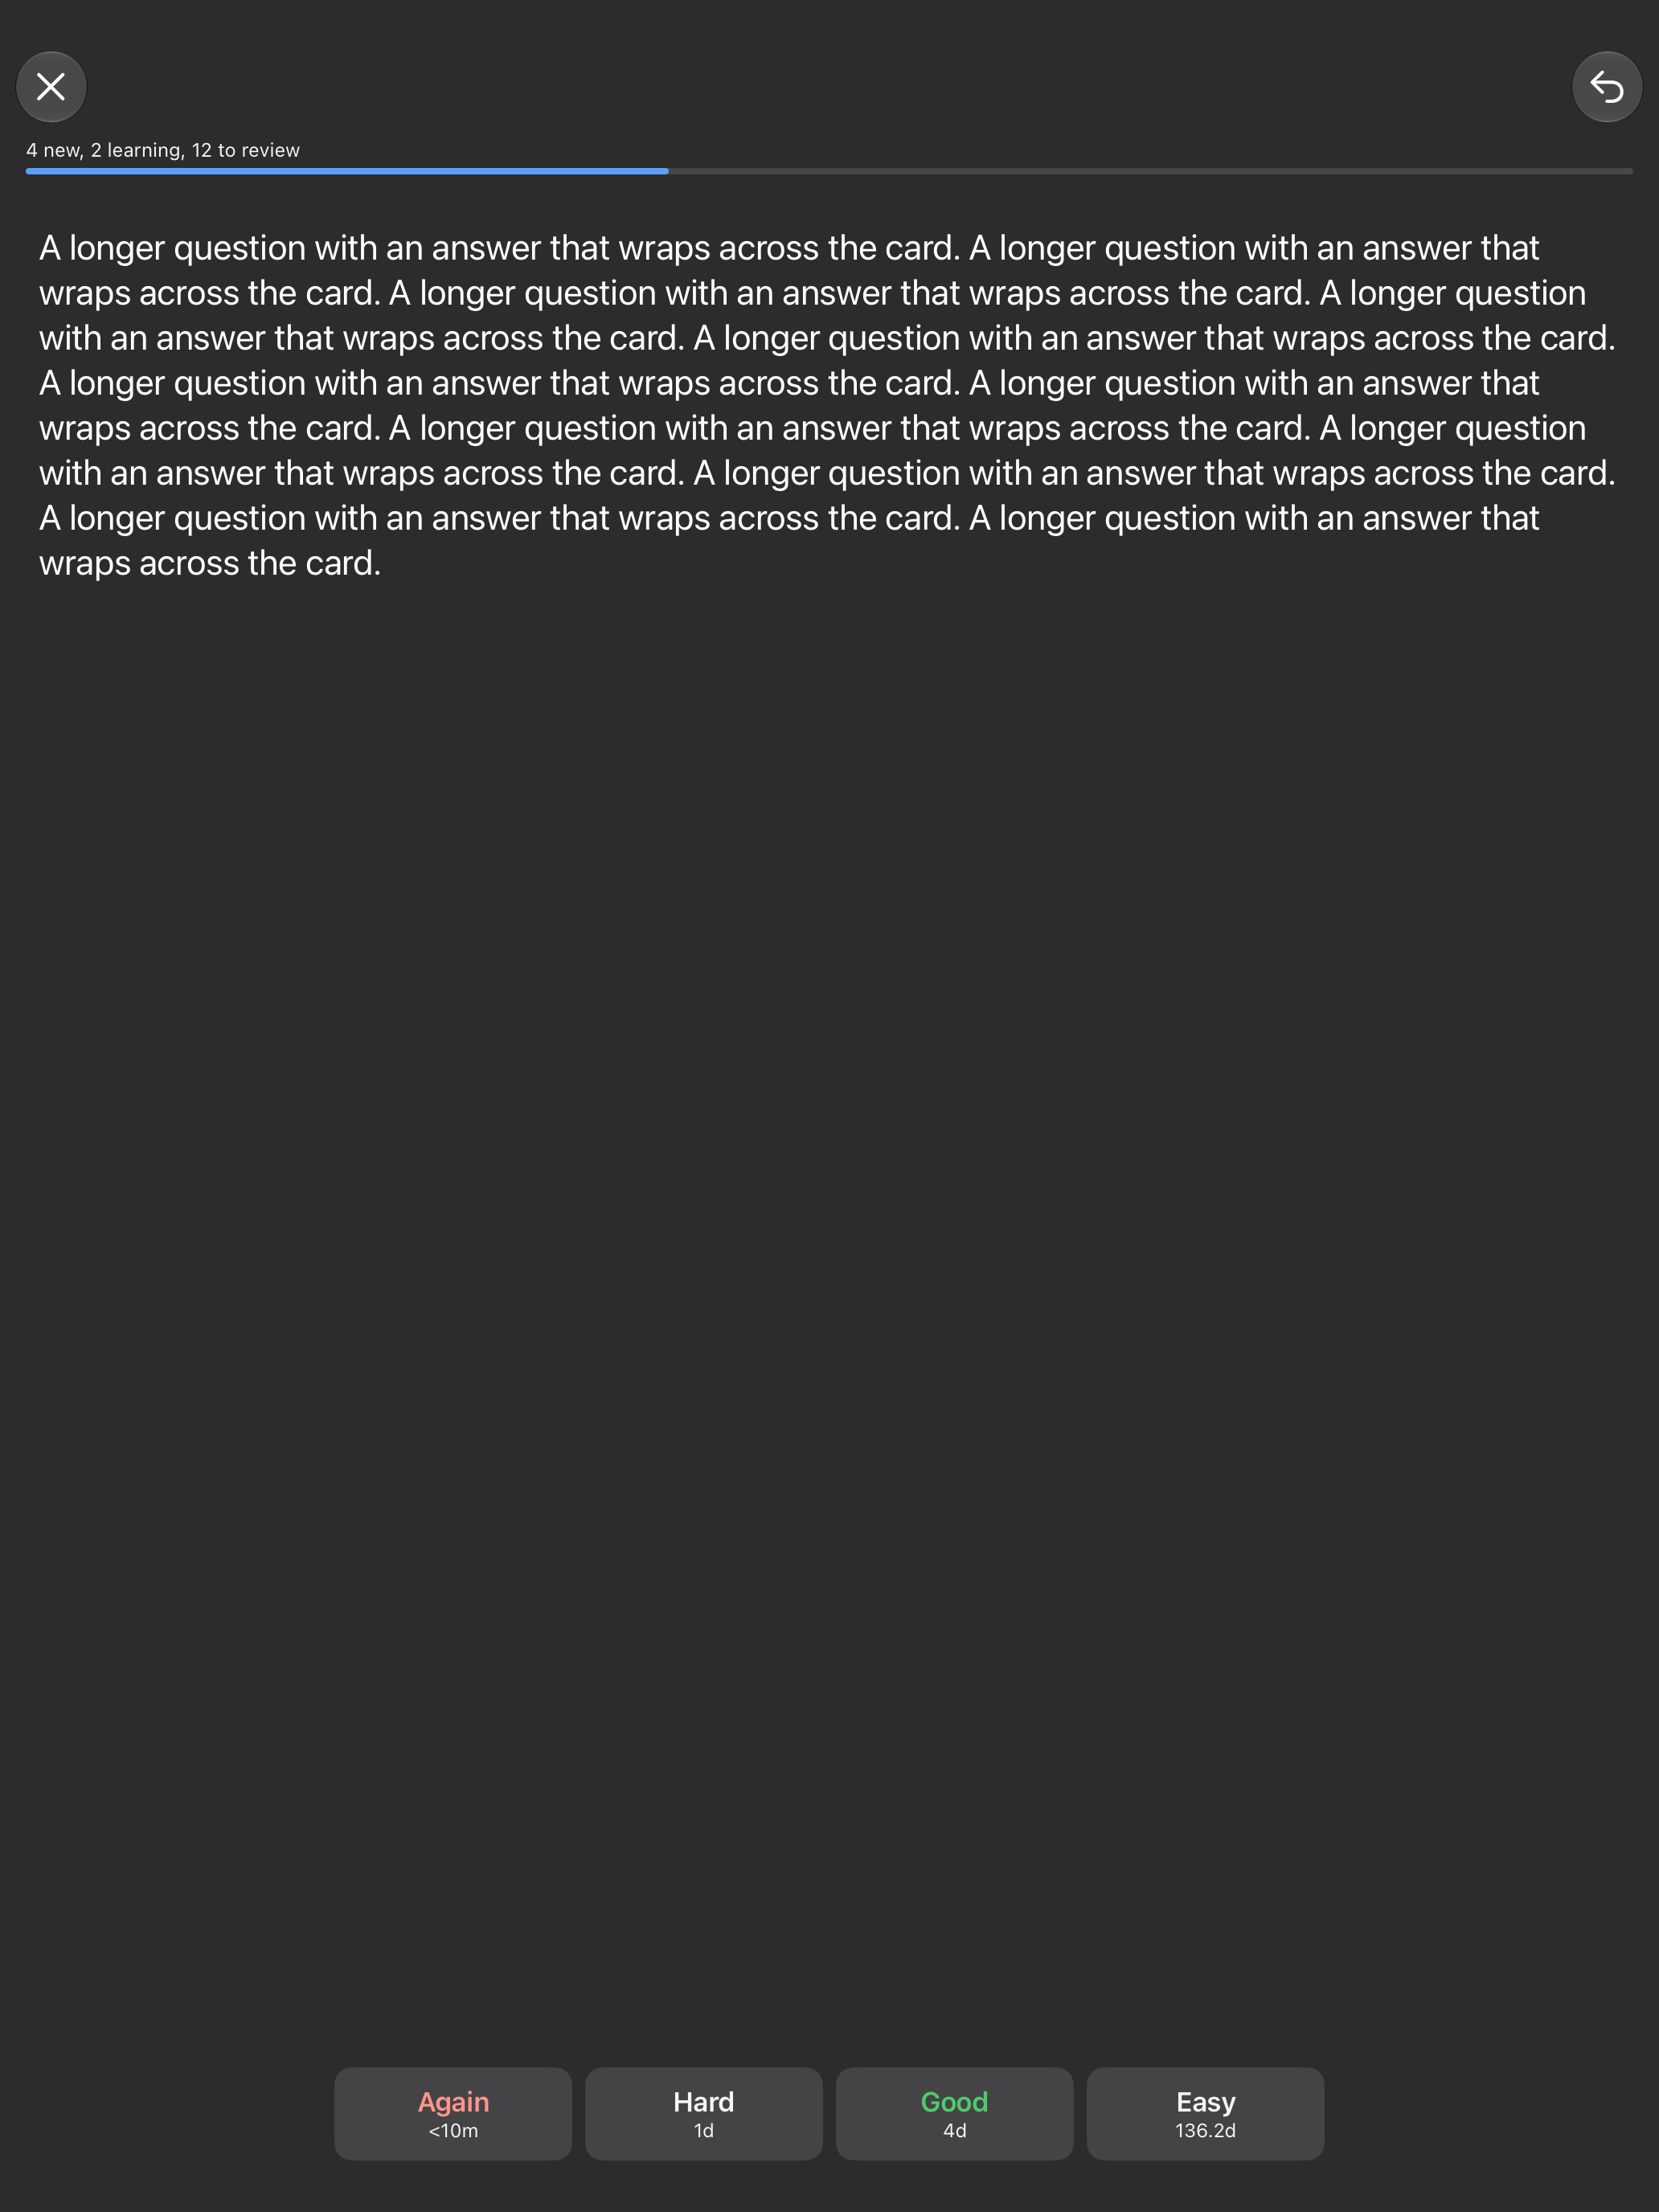 4 new, 2 learning, 12 to review
A longer question with an answer that wraps across the card. A longer question with an answer that
wraps across the card. A longer question with an answer that wraps across the card. A longer question
with an answer that wraps across the card. A longer question with an answer that wraps across the card.
A longer question with an answer that wraps across the card. A longer question with an answer that
wraps across the card. A longer question with an answer that wraps across the card. A longer question
with an answer that wraps across the card. A longer question with an answer that wraps across the card.
A longer question with an answer that wraps across the card. A longer question with an answer that
wraps across the card.
Again
<10m
Hard
1d
Good
4d
Easy
136.2d